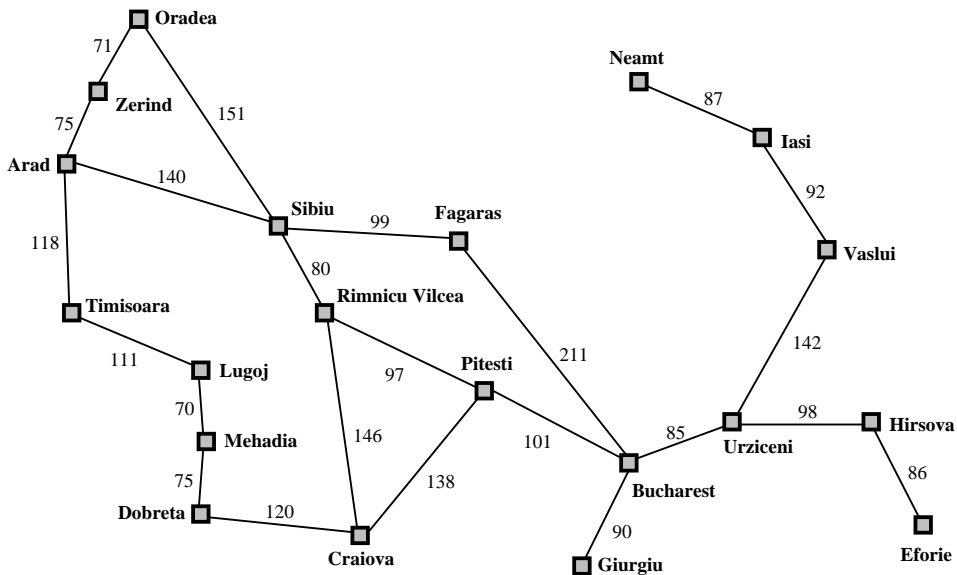 Oradea
71
Neamt
Zerind
87
151
75
Iasi
Arad
140
92
Sibiu
99
Fagaras
118
80
Vaslui
Timisoara
Rimnicu Vilcea
142
111
Lugoj
97
Pitesti
211
70
98
Hirsova
Mehadia
146
101
85
Urziceni
75
138
Bucharest
86
Dobreta
120
90
Craiova
Giurgiu
Eforie